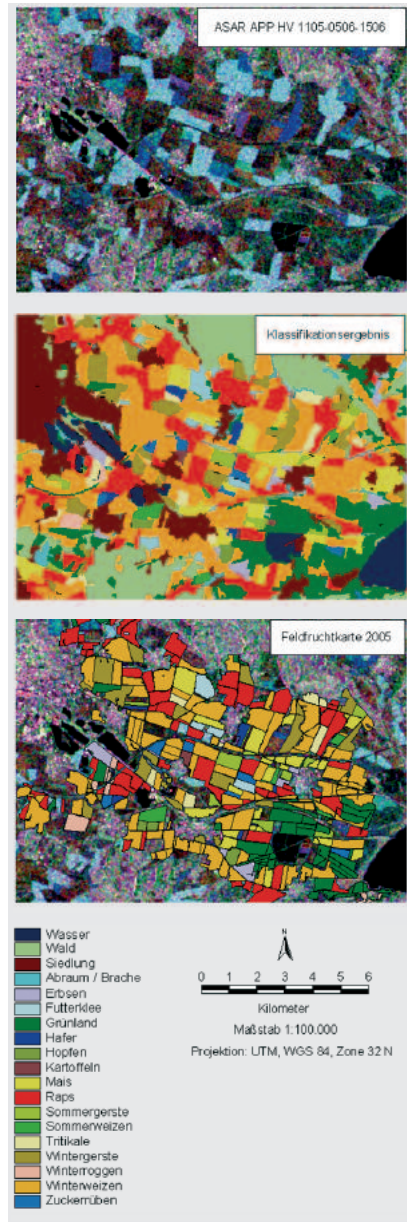 ASAR APP HV 1105-0506-1506
Klassifikationsergebnis
Feldfruchtkarte 2005
Wasser
Wald
Siedlung
Abraum / Brache
Erbsen
Futterklee
Grünland
Hafer
Hopfen
Kartoffeln
Mais
Raps
Sommergerste
Sommerweizen
Tritikale
Wintergerste
Winterroggen
Winterweizen
Zuckerrüben
N
0 1 2 3 4 5 6
Kilometer
Maßstab 1:100.000
Projektion: UTM, WGS 84, Zone 32 N